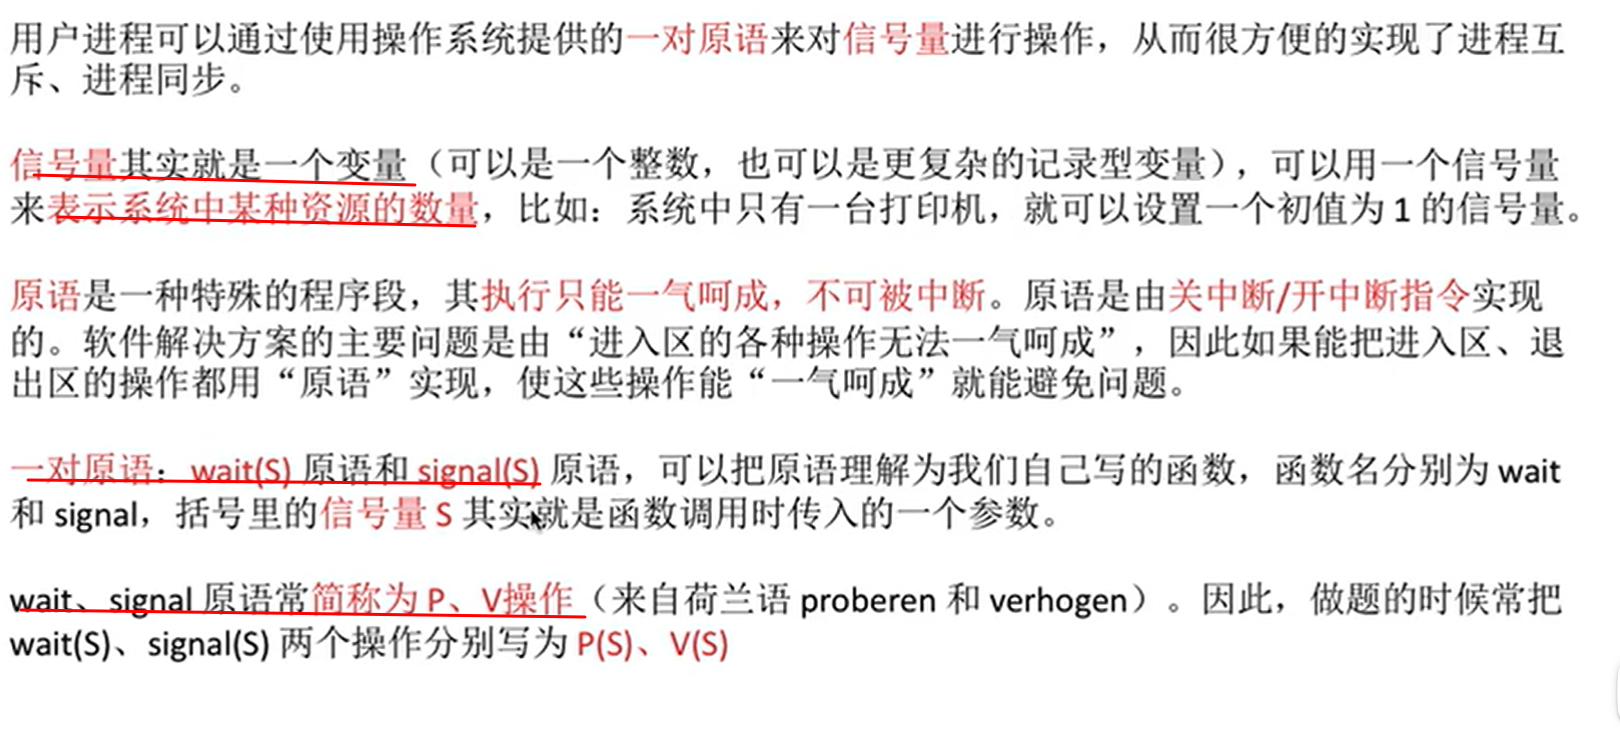 用户进程可以通过使用操作系统提供的一对原语来对信号量进行操作，从而很方便的实现了进程互
斥、进程同步。
信号量其实就是一个变量（可以是一个整数，也可以是更复杂的记录型变量），可以用一个信号量
来表示系统中某种资源的数量，比如：系统中只有一台打印机，就可以设置一个初值为 1 的信号量。
原语是一种特殊的程序段，其执行只能一气呵成，不可被中断。原语是由关中断/开中断指令实现
的。软件解决方案的主要问题是由“进入区的各种操作无法一气呵成”，因此如果能把进入区、退
出区的操作都用“原语”实现，使这些操作能“一气呵成”就能避免问题。
一对原语：wait(S) 原语和 signal(S) 原语，可以把原语理解为我们自己写的函数，函数名分别为 wait
和 signal，括号里的信号量 S 其实就是函数调用时传入的一个参数。
wait、signal 原语常简称为 P、V操作（来自荷兰语 proberen 和 verhogen）。因此，做题的时候常把
wait(S)、signal(S) 两个操作分别写为 P(S)、V(S)